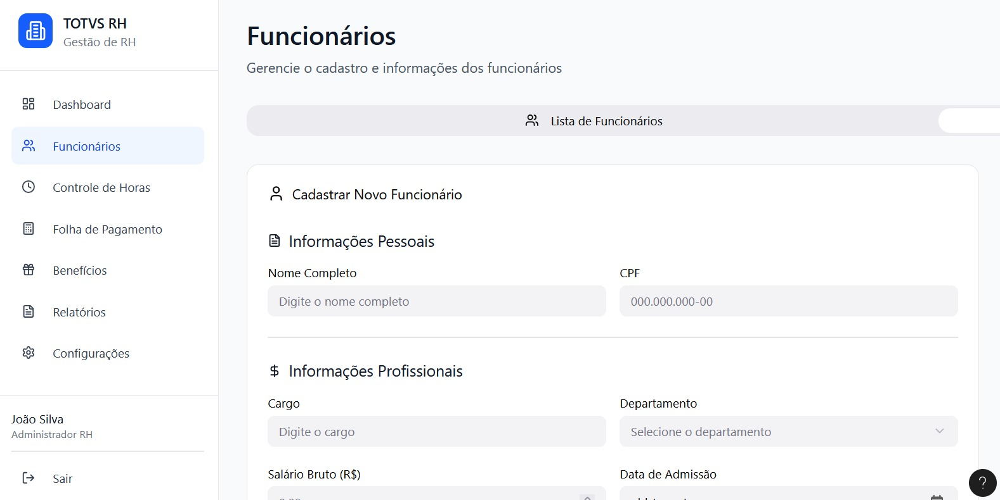 TOTVS RH
Gestão de RH
Dashboard
Funcionários
Controle de Horas
Folha de Pagamento
Benefícios
Relatórios
Configurações
João Silva
Administrador RH
Sair
Funcionários
Gerencie o cadastro e informações dos funcionários
Lista de Funcionários
Cadastrar Novo Funcionário
Informações Pessoais
Nome Completo
CPF
Digite o nome completo
000.000.000-00
Informações Profissionais
Cargo
Departamento
Digite o cargo
Selecione o departamento
Salário Bruto (R$)
Data de Admissão
?